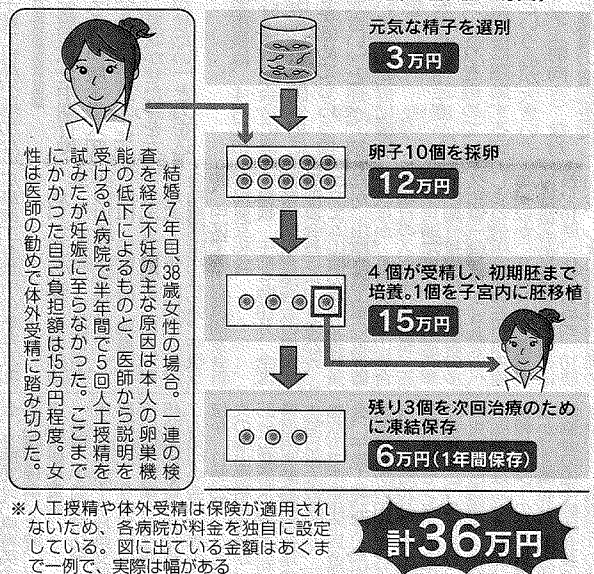 元気な精子を選別
3万円
卵子10個を採卵
12万円
4個が受精し、初期胚まで
培養。1個を子宮内に胚移植
15万円
残り3個を次回治療のため
に凍結保存
6万円(1年間保存)
結婚7年目、38歳女性の場合。一連の検
査を経て不妊の主な原因は本人の卵巣機
能の低下によるものと、医師から説明を
受ける。A病院で半年間で5回人工授精を
試みたが妊娠に至らなかった。ここまで
にかかった自己負担額は15万円程度。女
性は医師の勧めで体外受精に踏み切った。
※人工授精や体外受精は保険が適用され
ないため、各病院が料金を独自に設定
している。図に出ている金額はあくま
で一例で、実際は幅がある
計36万円